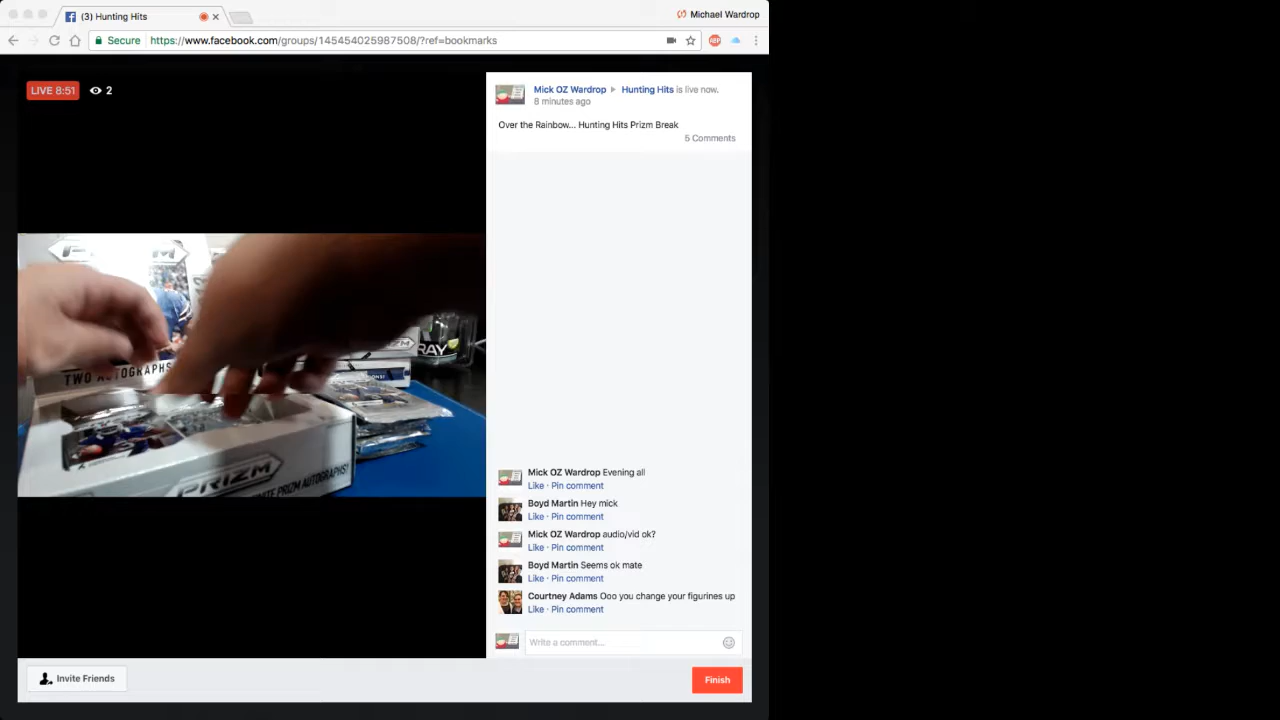 (3) Hunting Hits
Michael Wardrop
Secure https://www.facebook.com/groups/145454025987508/?ref=bookmarks
ABP
LIVE 8:51
2
Mick OZ Wardrop Hunting Hits is live now.
8 minutes ago
Over the Rainbow... Hunting Hits Prizm Break
5 Comments
TWO AUTOGRAPHS
RAY
PRIZM
PRIZM AUTOGRAPHS!
Mick OZ Wardrop Evening all
Like · Pin comment
Boyd Martin Hey mick
Like · Pin comment
Mick OZ Wardrop audio/vid ok?
Like · Pin comment
Boyd Martin Seems ok mate
Like · Pin comment
Courtney Adams Ooo you change your figurines up
Like · Pin comment
Write a comment...
Invite Friends
Finish